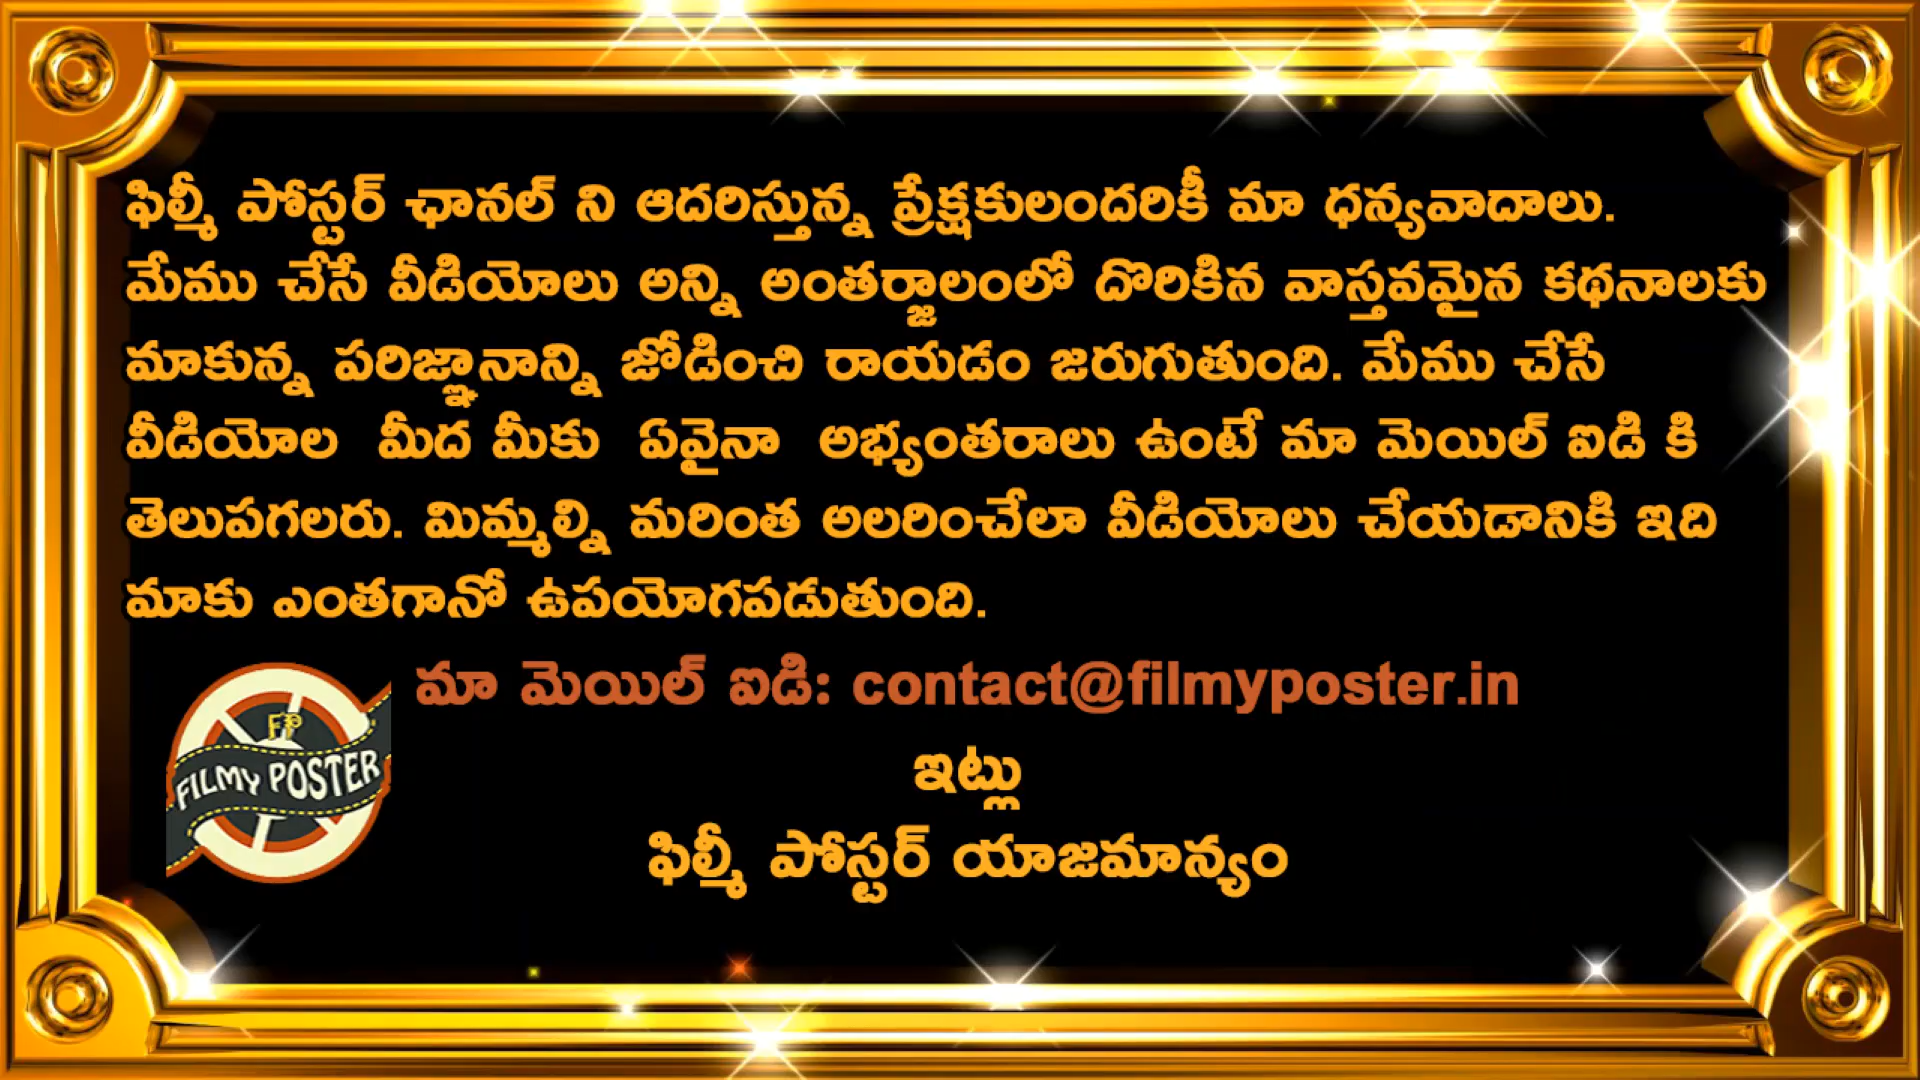 ఫిల్మీ పోస్టర్ ఛానల్ ని ఆదరిస్తున్న ప్రేక్షకులందరికీ మా ధన్యవాదాలు.
మేము చేసే వీడియోలు అన్ని అంతర్జాలంలో దొరికిన వాస్తవమైన కథనాలకు
మాకున్న పరిజ్ఞానాన్ని జోడించి రాయడం జరుగుతుంది. మేము చేసే
వీడియోల మీద మీకు ఏవైనా అభ్యంతరాలు ఉంటే మా మెయిల్ ఐడి కి
తెలుపగలరు. మిమ్మల్ని మరింత అలరించేలా వీడియోలు చేయడానికి ఇది
మాకు ఎంతగానో ఉపయోగపడుతుంది.
మా మెయిల్ ఐడి: contact@filmyposter.in
FP
FILMY POSTER
ఇట్లు
ఫిల్మీ పోస్టర్ యాజమాన్యం